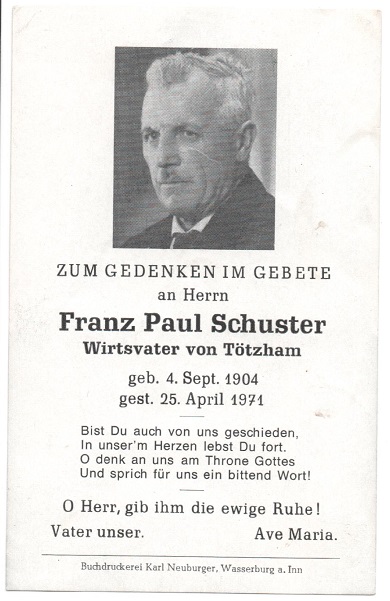 ZUM GEDENKEN IM GEBETE
an Herrn
Franz Paul Schuster
Wirtsvater von Tötzham
geb. 4. Sept. 1904
gest. 25. April 1971
Bist Du auch von uns geschieden,
In unser'm Herzen lebst Du fort.
O denk an uns am Throne Gottes
Und sprich für uns ein bittend Wort!
O Herr, gib ihm die ewige Ruhe!
Vater unser. Ave Maria.
Buchdruckerei Karl Neuburger, Wasserburg a. Inn